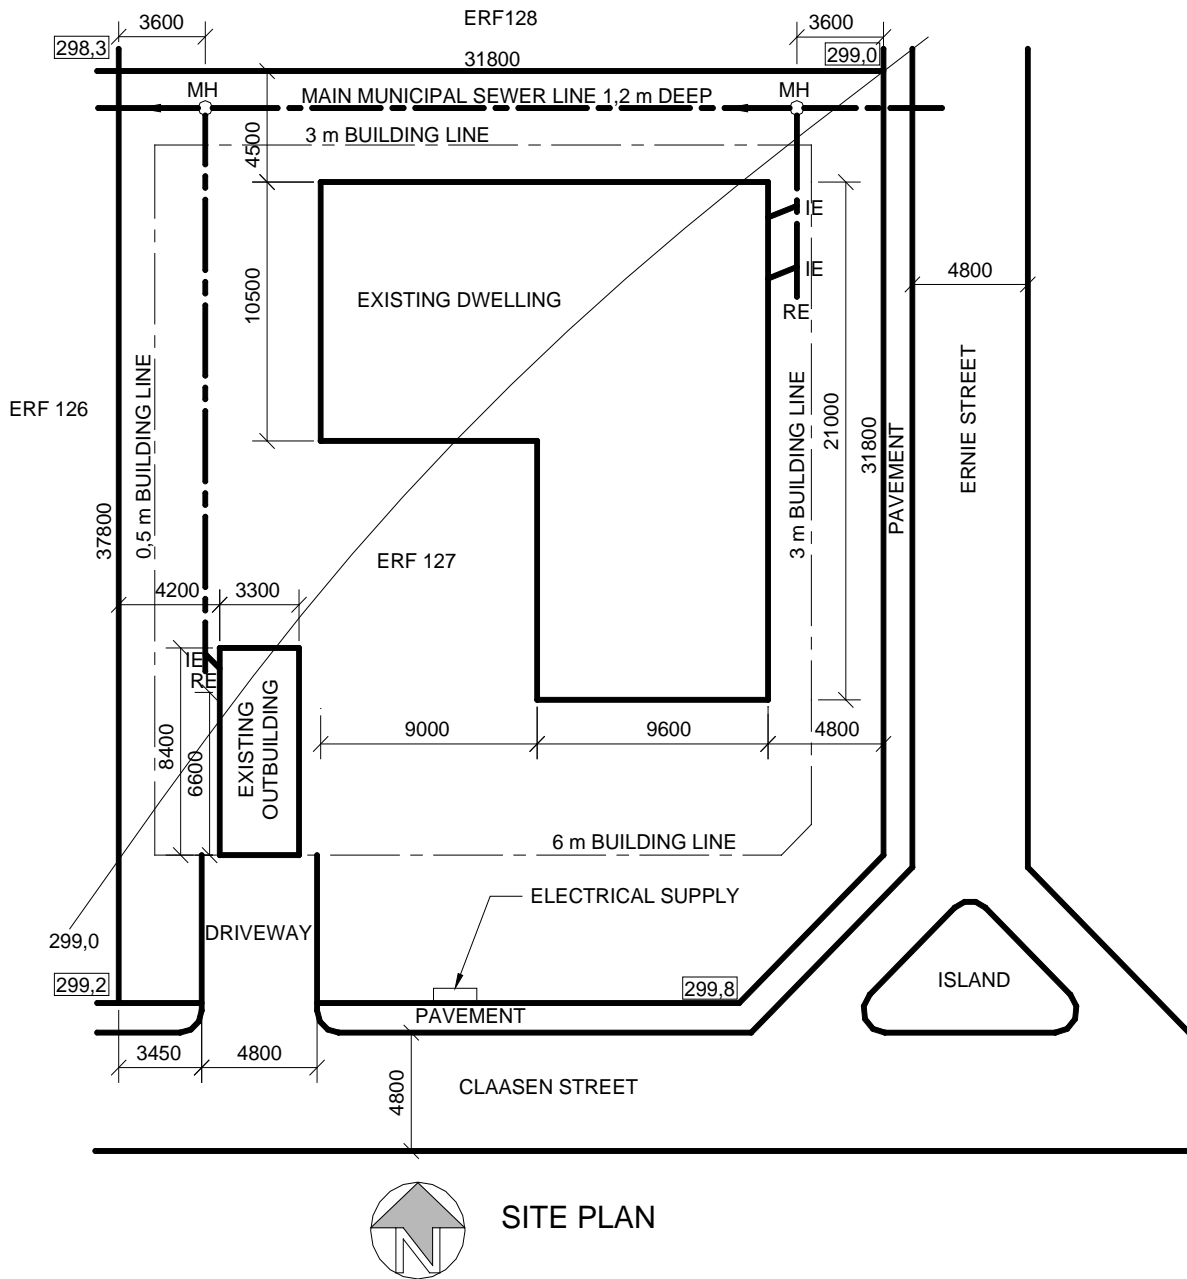 3600
ERF128
3600
298,3
31800
299,0
MH
MAIN MUNICIPAL SEWER LINE 1,2 m DEEP
MH
3 m BUILDING LINE
4500
IE
10500
EXISTING DWELLING
IE
4800
RE
ERF 126
0,5 m BUILDING LINE
3 m BUILDING LINE
21000
31800
PAVEMENT
ERNIE STREET
37800
ERF 127
4200
3300
IE
RE
8400
6600
EXISTING
OUTBUILDING
9000
9600
4800
6 m BUILDING LINE
ELECTRICAL SUPPLY
299,0
DRIVEWAY
299,2
299,8
ISLAND
PAVEMENT
3450
4800
4800
CLAASEN STREET
N
SITE PLAN